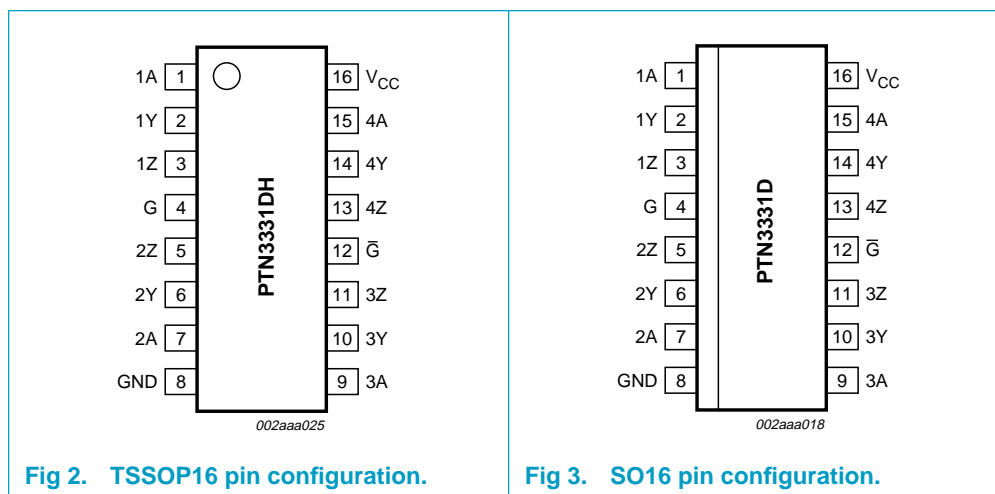 1A 1 16 VCC
1Y 2 15 4A
1Z 3 14 4Y
G 4 13 4Z
2Z 5 12 G̅
2Y 6 11 3Z
2A 7 10 3Y
GND 8 9 3A
PTN3331DH
002aaa025
Fig 2. TSSOP16 pin configuration.
1A 1 16 VCC
1Y 2 15 4A
1Z 3 14 4Y
G 4 13 4Z
2Z 5 12 G̅
2Y 6 11 3Z
2A 7 10 3Y
GND 8 9 3A
PTN3331D
002aaa018
Fig 3. SO16 pin configuration.